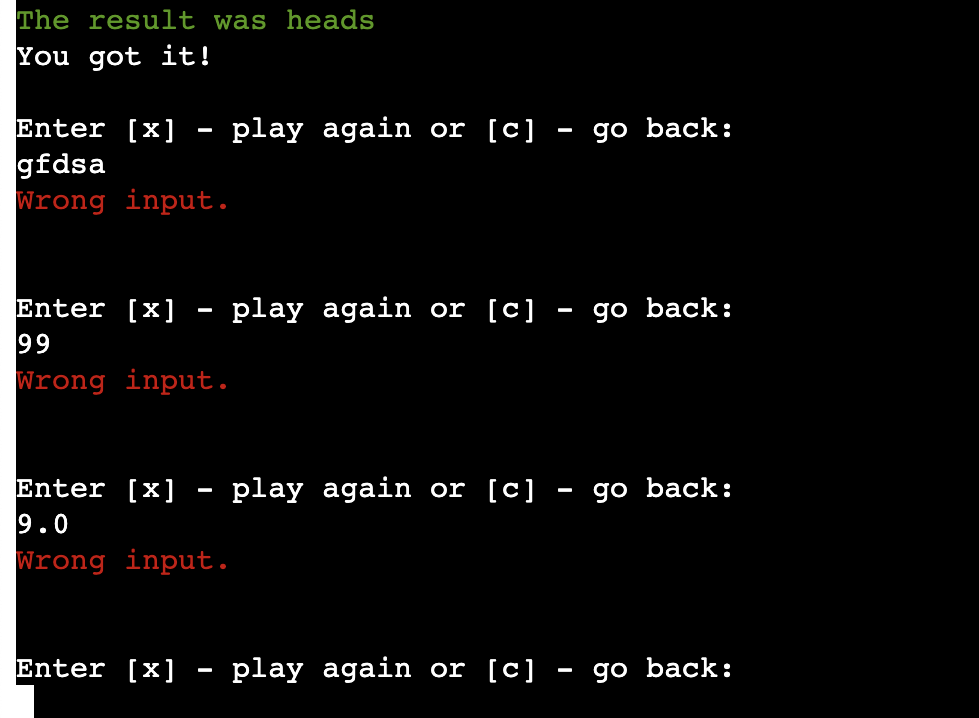 The result was heads
You got it!
Enter [x] - play again or [c] - go back:
gfdsa
Wrong input.
Enter [x] - play again or [c] - go back:
99
Wrong input.
Enter [x] - play again or [c] - go back:
9.0
Wrong input.
Enter [x] - play again or [c] - go back: